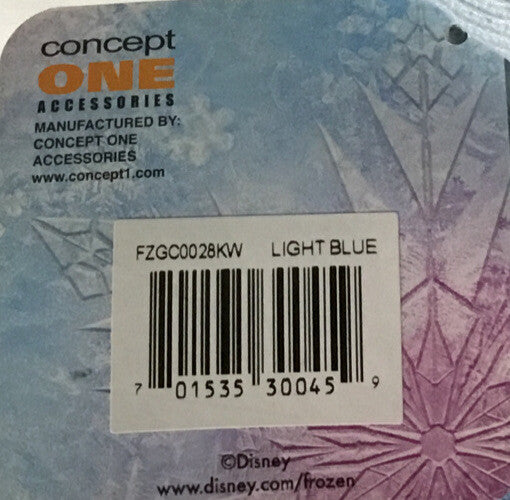 concept
ONE
ACCESSORIES
MANUFACTURED BY:
CONCEPT ONE
ACCESSORIES
www.concept1.com
FZGC0028KW LIGHT BLUE
7 01535 30045 9
©Disney
www.disney.com/frozen